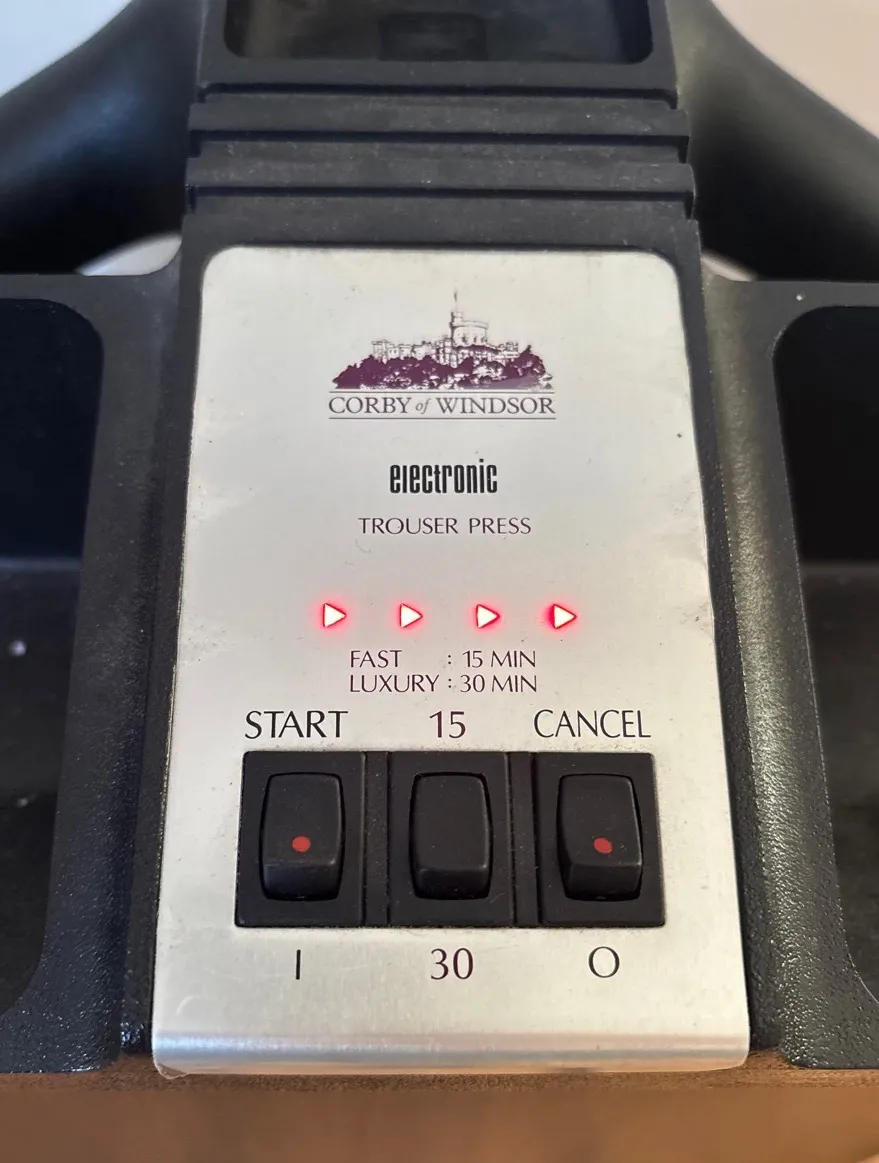 CORBY of WINDSOR
electronic
TROUSER PRESS
FAST : 15 MIN
LUXURY : 30 MIN
START 15 CANCEL
I 30 O